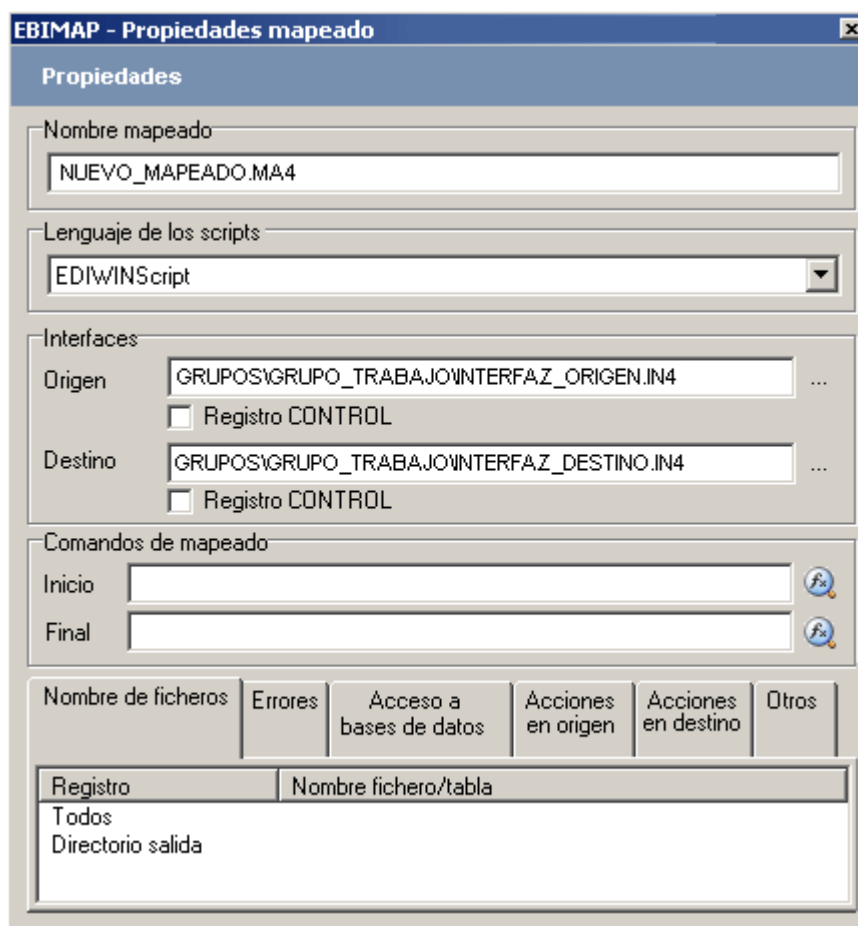 EBIMAP - Propiedades mapeado
Propiedades
Nombre mapeado
NUEVO_MAPEADO.MA4
Lenguaje de los scripts
EDIWINScript
Interfaces
Origen GRUPOS\GRUPO_TRABAJO\INTERFAZ_ORIGEN.IN4 ...
Registro CONTROL
Destino GRUPOS\GRUPO_TRABAJO\INTERFAZ_DESTINO.IN4 ...
Registro CONTROL
Comandos de mapeado
Inicio
Final
Nombre de ficheros
Errores
Acceso a
bases de datos
Acciones
en origen
Acciones
en destino
Otros
Registro Nombre fichero/tabla
Todos
Directorio salida